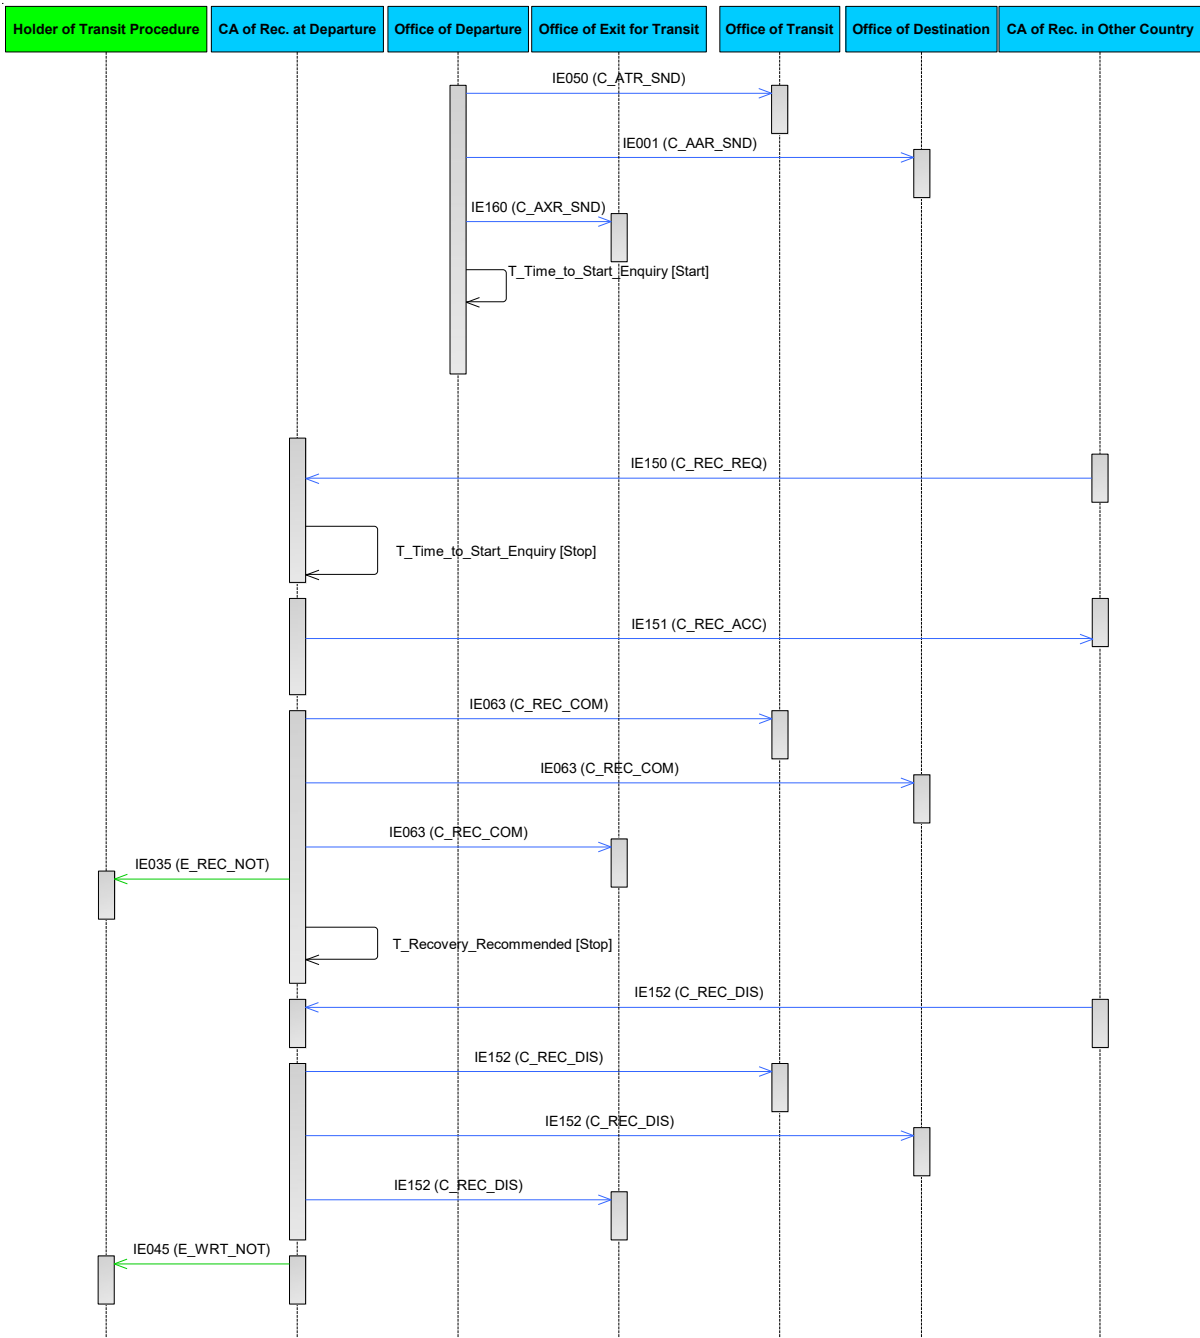 Holder of Transit Procedure
CA of Rec. at Departure
Office of Departure
Office of Exit for Transit
Office of Transit
Office of Destination
CA of Rec. in Other Country
IE050 (C_ATR_SND)
IE001 (C_AAR_SND)
IE160 (C_AXR_SND)
T_Time_to_Start_Enquiry [Start]
IE150 (C_REC_REQ)
T_Time_to_Start_Enquiry [Stop]
IE151 (C_REC_ACC)
IE063 (C_REC_COM)
IE063 (C_REC_COM)
IE063 (C_REC_COM)
IE035 (E_REC_NOT)
T_Recovery_Recommended [Stop]
IE152 (C_REC_DIS)
IE152 (C_REC_DIS)
IE152 (C_REC_DIS)
IE152 (C_REC_DIS)
IE045 (E_WRT_NOT)